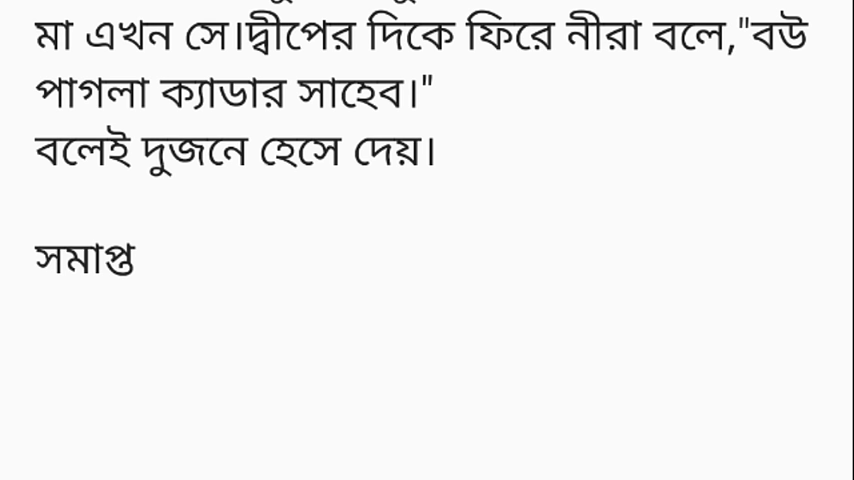 মা এখন সে।দ্বীপের দিকে ফিরে নীরা বলে,"বউ
পাগলা ক্যাডার সাহেব।"
বলেই দুজনে হেসে দেয়।
সমাপ্ত